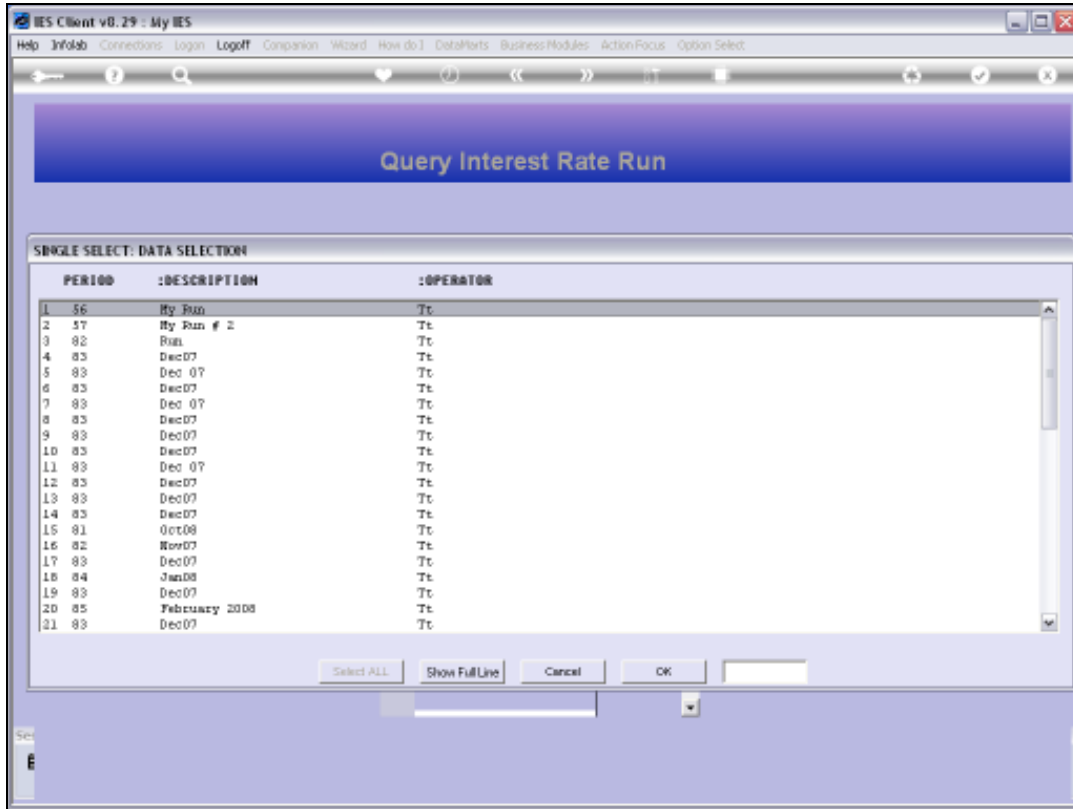 IES Client v8.29 : My IES
Help Infolab Connections Logon Logoff Companion Wizard How do I DataMarts Business Modules Action Focus Option Select
Query Interest Rate Run
SINGLE SELECT: DATA SELECTION
PERIOD :DESCRIPTION :OPERATOR
1 56 My Run Tt
2 57 My Run # 2 Tt
3 82 Run Tt
4 83 Dec07 Tt
5 83 Dec 07 Tt
6 83 Dec07 Tt
7 83 Dec 07 Tt
8 83 Dec07 Tt
9 83 Dec07 Tt
10 83 Dec07 Tt
11 83 Dec 07 Tt
12 83 Dec07 Tt
13 83 Dec07 Tt
14 83 Dec07 Tt
15 81 Oct08 Tt
16 82 Nov07 Tt
17 83 Dec07 Tt
18 84 Jan08 Tt
19 83 Dec07 Tt
20 85 February 2008 Tt
21 83 Dec07 Tt
Select ALL Show Full Line Cancel OK